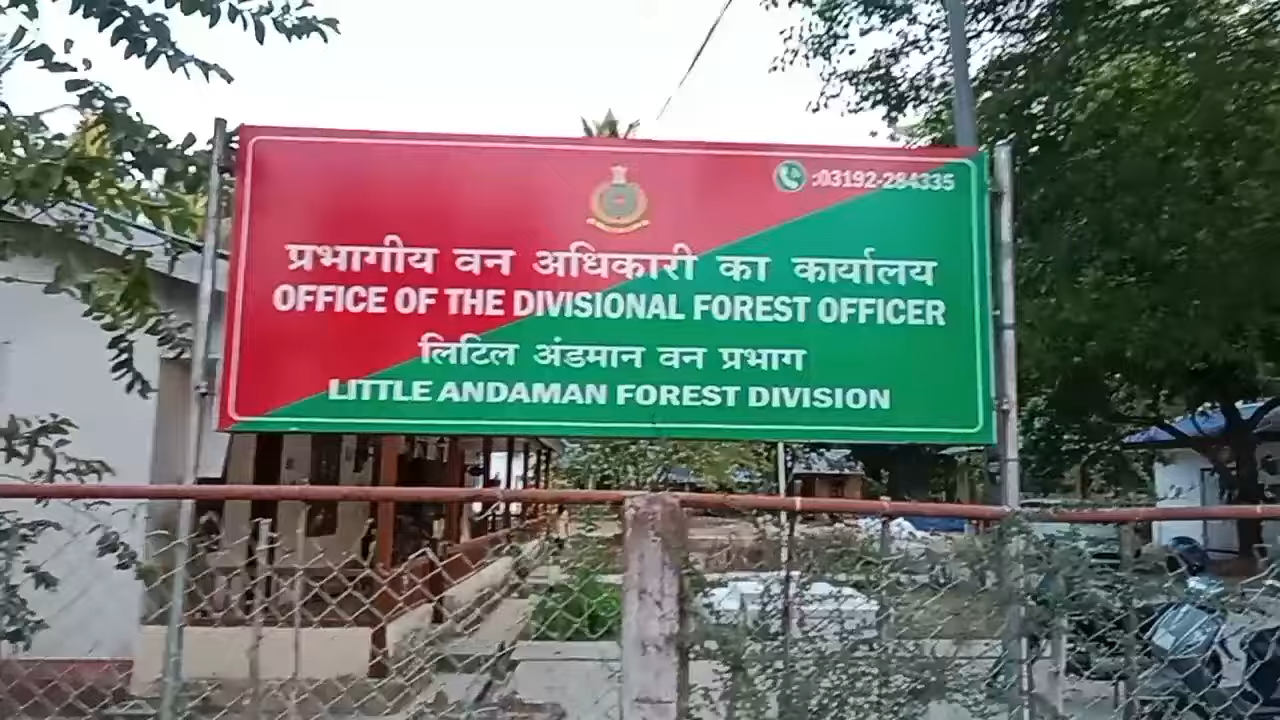 :03192-284335
प्रभागीय वन अधिकारी का कार्यालय
OFFICE OF THE DIVISIONAL FOREST OFFICER
लिटिल अंडमान वन प्रभाग
LITTLE ANDAMAN FOREST DIVISION